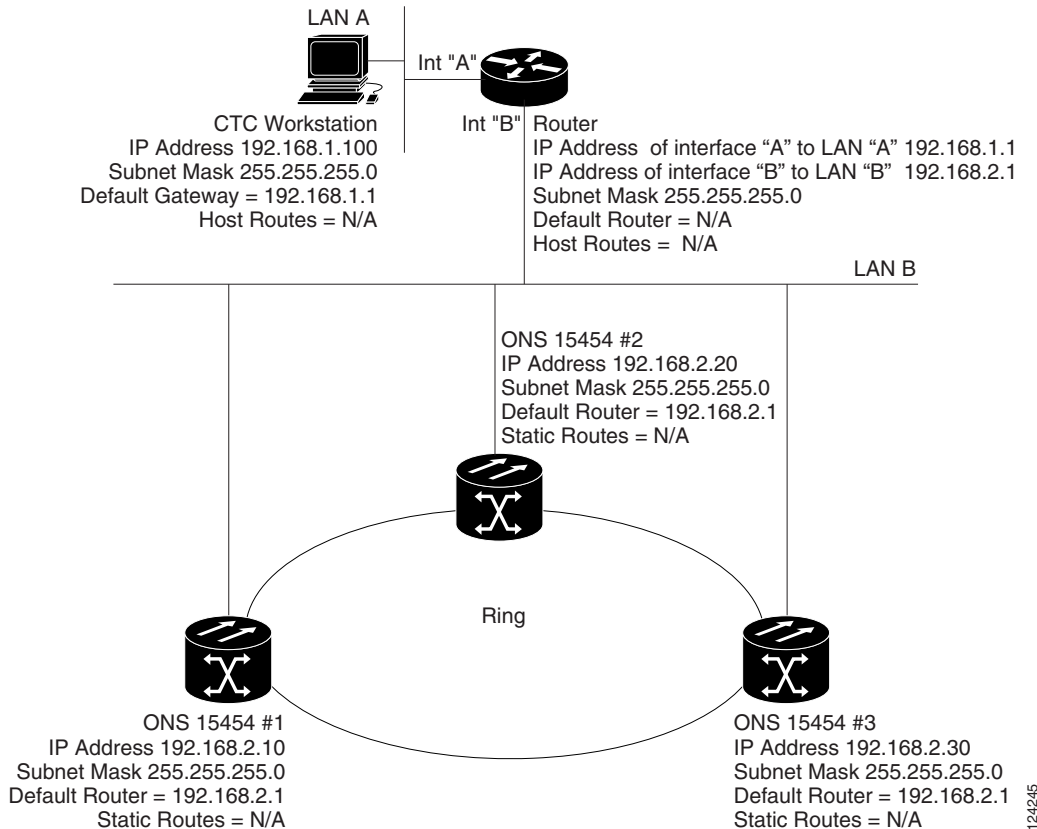 LAN A
Int "A"
CTC Workstation
IP Address 192.168.1.100
Subnet Mask 255.255.255.0
Default Gateway = 192.168.1.1
Host Routes = N/A
Int "B"
Router
IP Address of interface “A” to LAN “A” 192.168.1.1
IP Address of interface “B” to LAN “B” 192.168.2.1
Subnet Mask 255.255.255.0
Default Router = N/A
Host Routes = N/A
LAN B
ONS 15454 #2
IP Address 192.168.2.20
Subnet Mask 255.255.255.0
Default Router = 192.168.2.1
Static Routes = N/A
Ring
ONS 15454 #1
IP Address 192.168.2.10
Subnet Mask 255.255.255.0
Default Router = 192.168.2.1
Static Routes = N/A
ONS 15454 #3
IP Address 192.168.2.30
Subnet Mask 255.255.255.0
Default Router = 192.168.2.1
Static Routes = N/A
124245